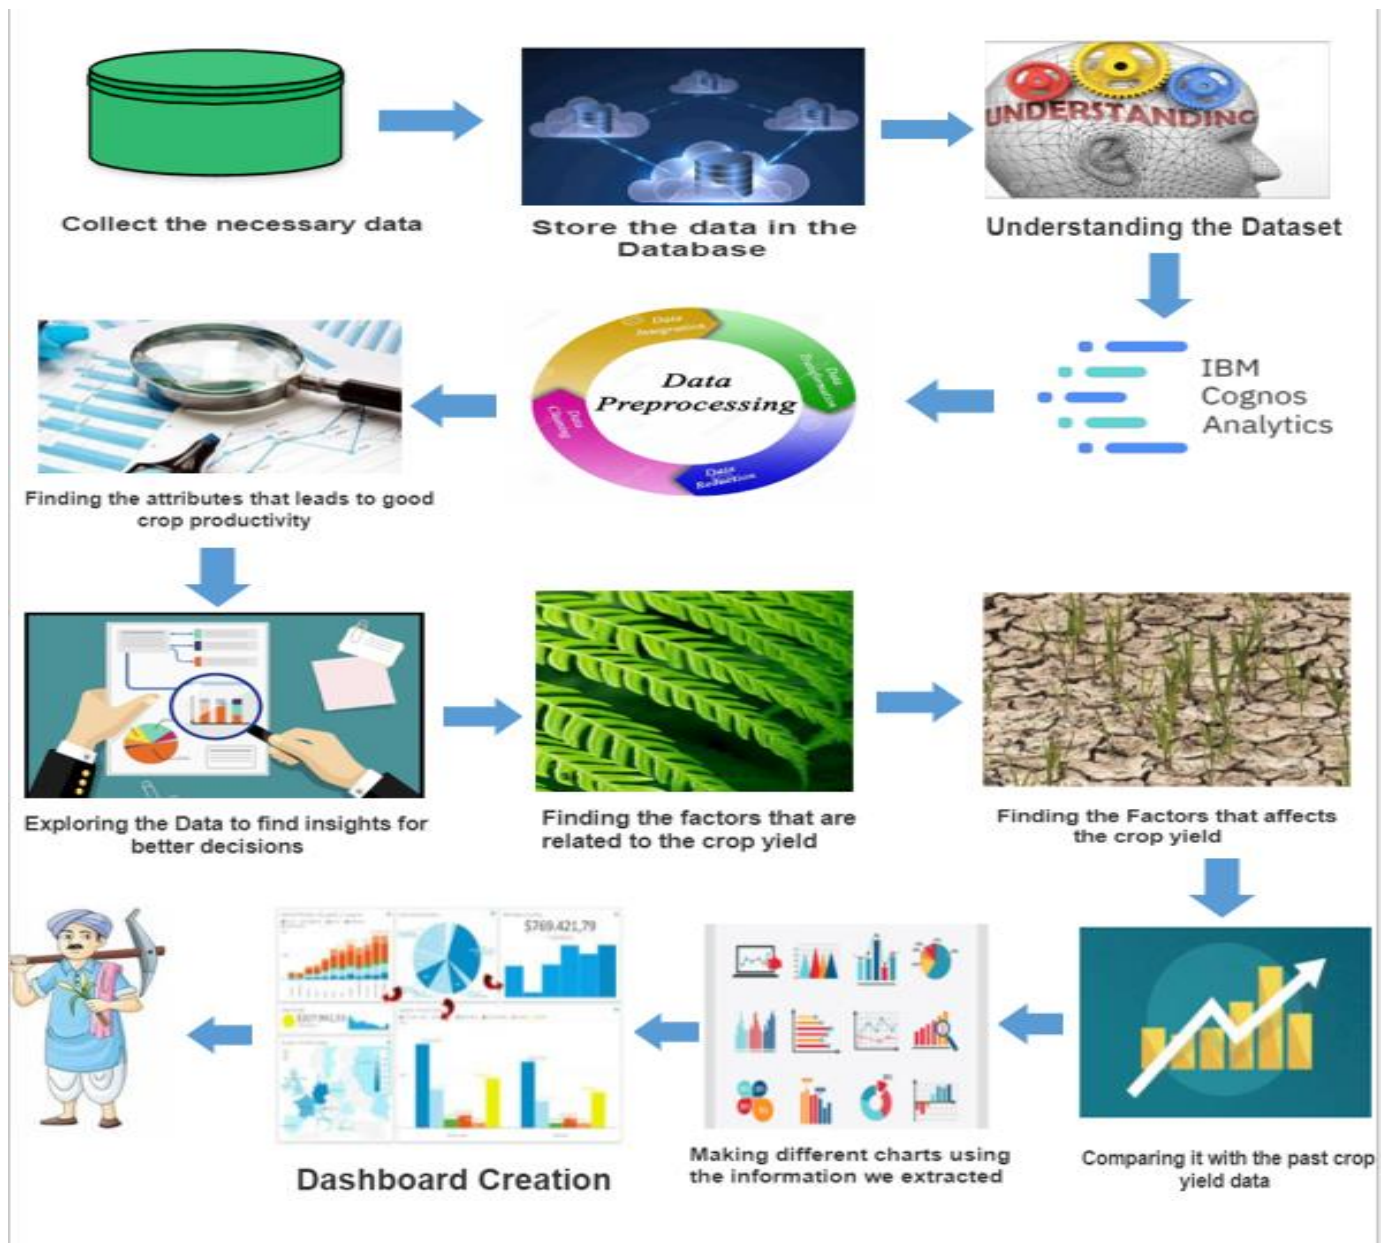 UNDERSTANDING
Collect the necessary data
Store the data in the
Database
Understanding the Dataset
IBM
Cognos
Analytics
Data
Preprocessing
Data
Integration
Data
Transformation
Data
Reduction
Data
Cleaning
Finding the attributes that leads to good
crop productivity
Exploring the Data to find insights for
better decisions
Finding the factors that are
related to the crop yield
Finding the Factors that affects
the crop yield
Comparing it with the past crop
yield data
Making different charts using
the information we extracted
$769.421,79
Dashboard Creation